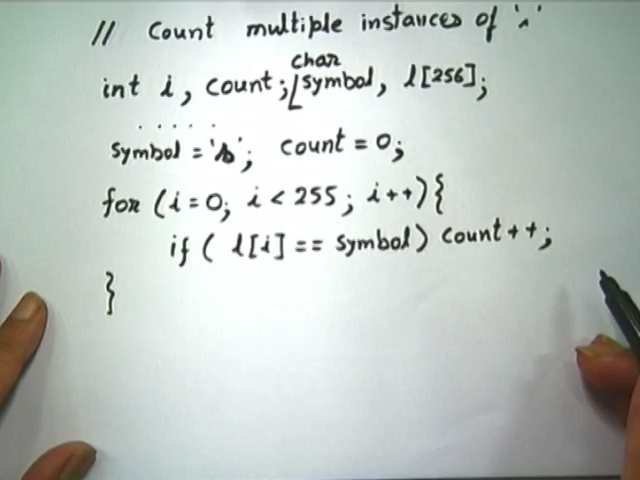 // Count multiple instances of
char
int i, count; symbol, l[256];
. . . . .
symbol = ' '; count = 0;
for (i=0; i < 255; i++){
if ( l[i] == symbol) count++;
}